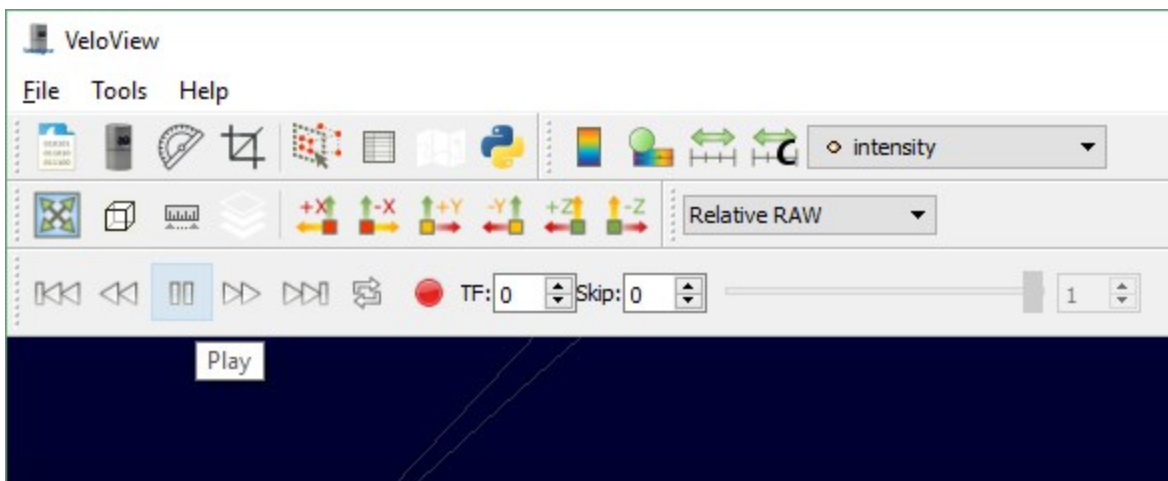 VeloView
File Tools Help
intensity
+X -X +Y -Y +Z -Z Relative RAW
TF: 0 Skip: 0 1
Play